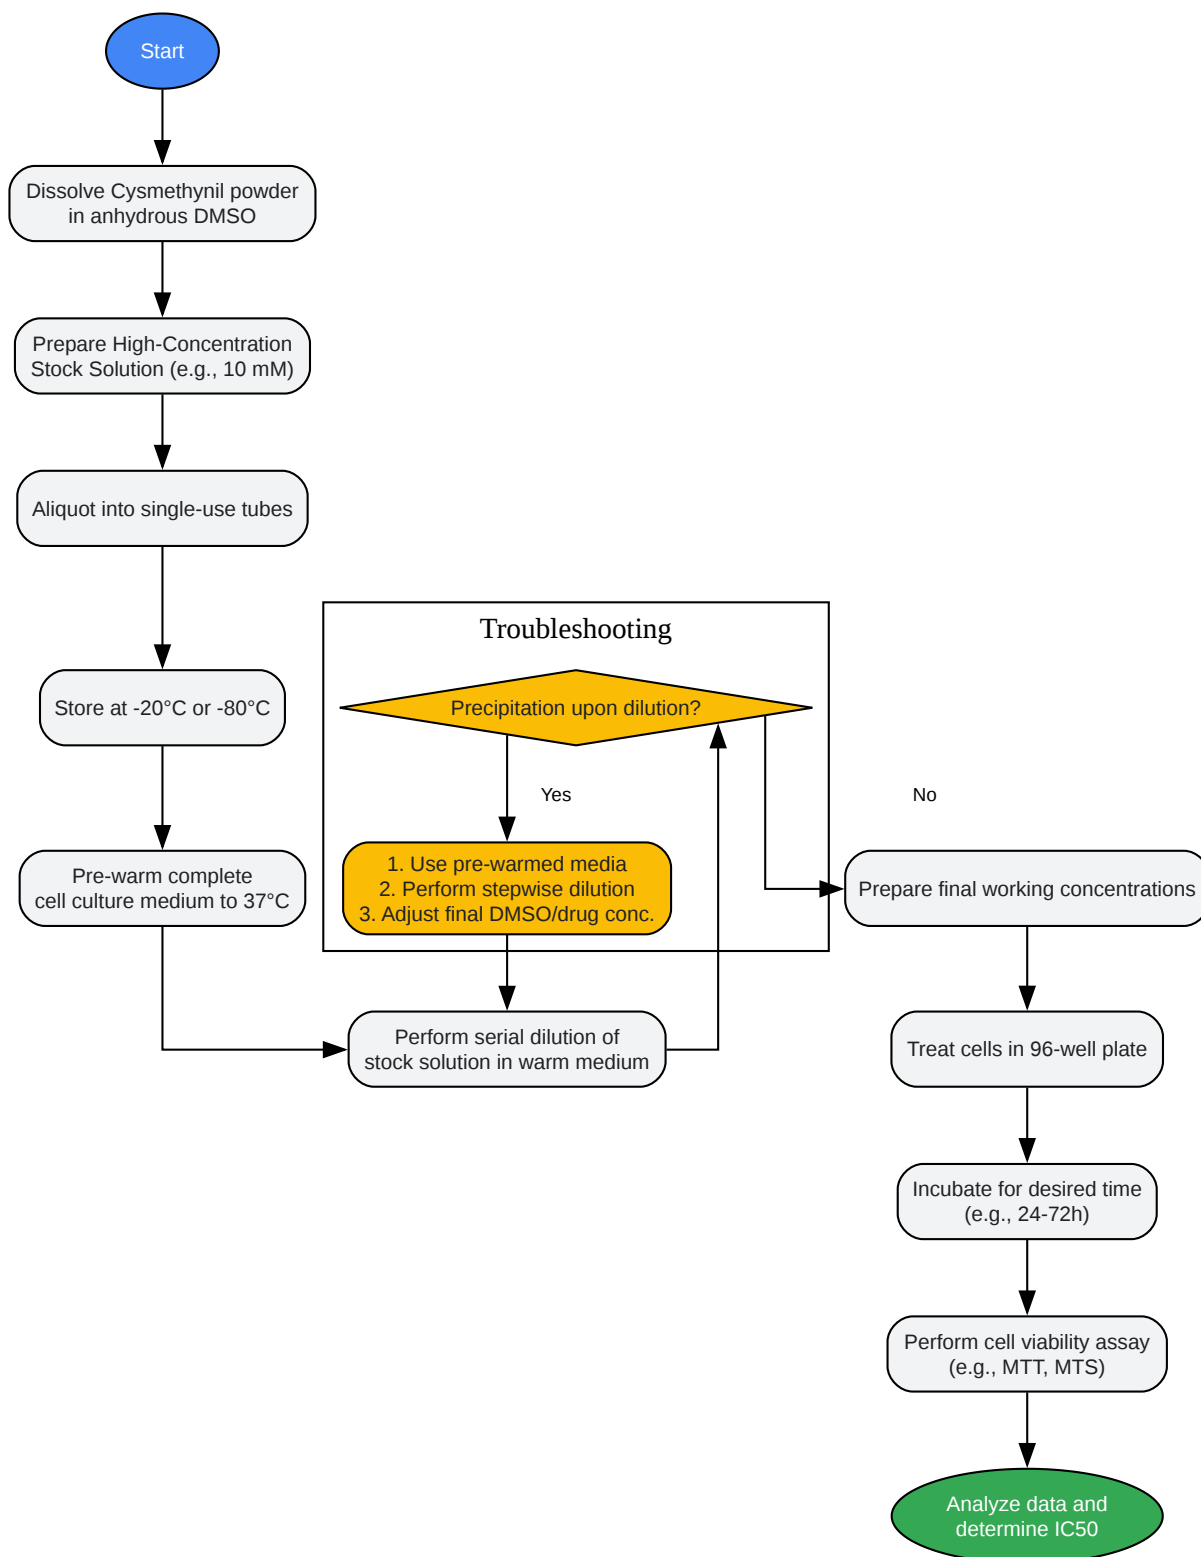 Start
Dissolve Cysmethynil powder
in anhydrous DMSO
Prepare High-Concentration
Stock Solution (e.g., 10 mM)
Aliquot into single-use tubes
Store at -20°C or -80°C
Pre-warm complete
cell culture medium to 37°C
Troubleshooting
Precipitation upon dilution?
Yes
No
1. Use pre-warmed media
2. Perform stepwise dilution
3. Adjust final DMSO/drug conc.
Perform serial dilution of
stock solution in warm medium
Prepare final working concentrations
Treat cells in 96-well plate
Incubate for desired time
(e.g., 24-72h)
Perform cell viability assay
(e.g., MTT, MTS)
Analyze data and
determine IC50